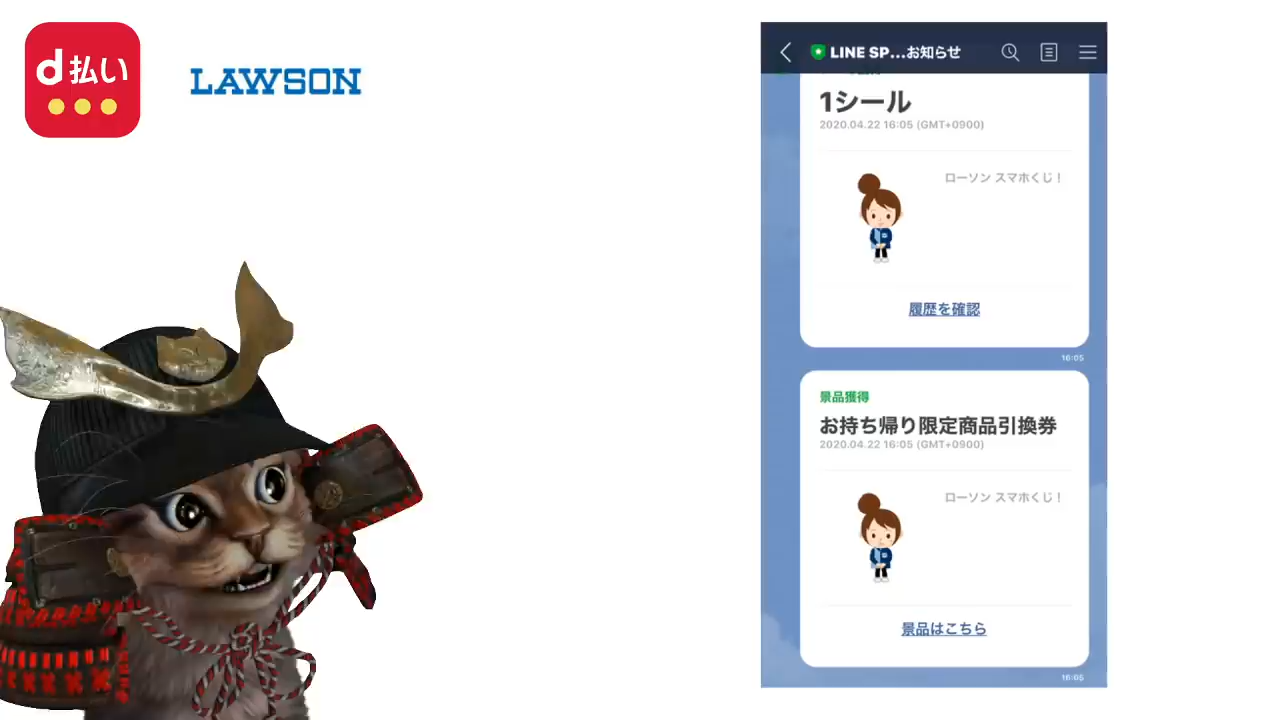 d払い
LAWSON
LINE SP...お知らせ
1シール
2020.04.22 16:05 (GMT+0900)
ローソン スマホくじ！
履歴を確認
16:05
景品獲得
お持ち帰り限定商品引換券
2020.04.22 16:05 (GMT+0900)
ローソン スマホくじ！
景品はこちら
16:05